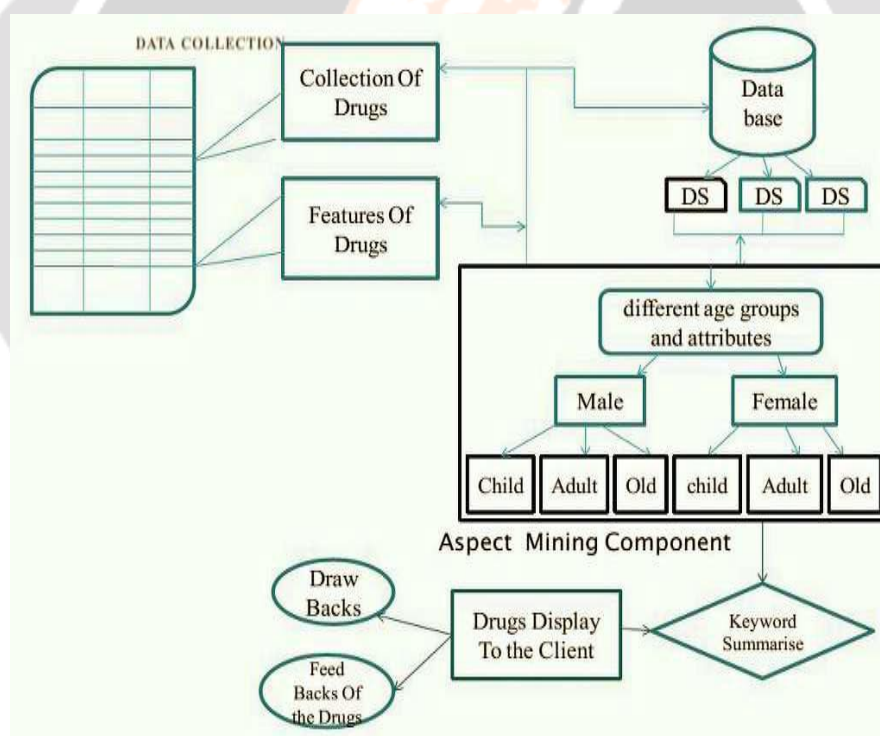 DATA COLLECTION
Collection Of
Drugs
Data
base
DS
DS
DS
Features Of
Drugs
different age groups
and attributes
Male
Female
Child
Adult
Old
child
Adult
Old
Aspect Mining Component
Draw
Backs
Drugs Display
To the Client
Keyword
Summarise
Feed
Backs Of
the Drugs